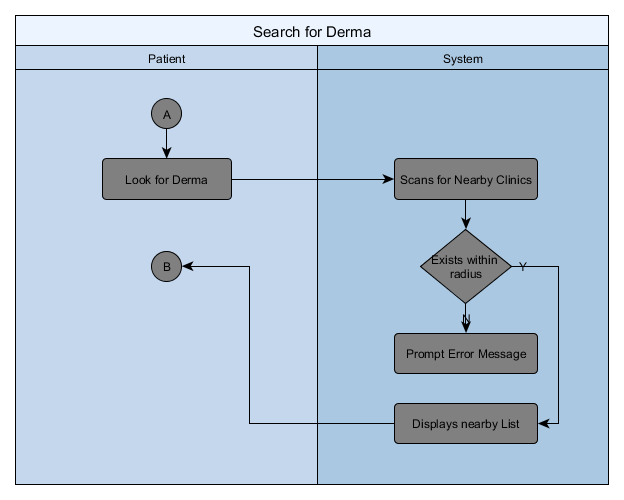 Search for Derma
Patient
System
A
Look for Derma
Scans for Nearby Clinics
B
Exists within
radius
Y
N
Prompt Error Message
Displays nearby List